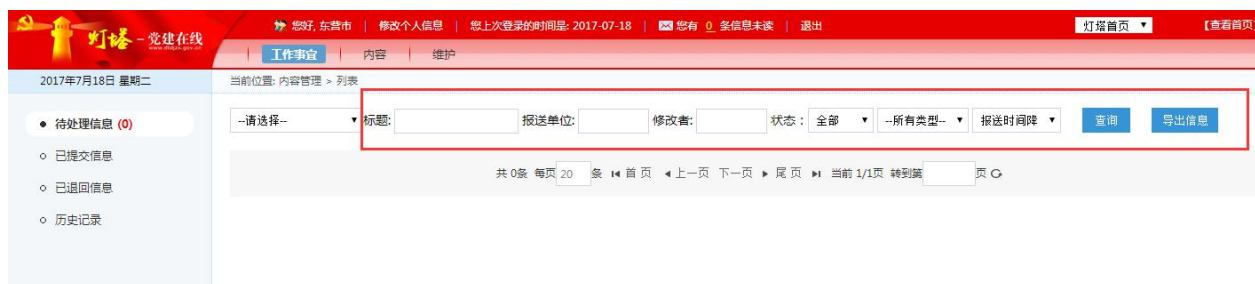 灯塔-党建在线
www.dtdjzx.gov.cn
您好, 东营市 | 修改个人信息 | 您上次登录的时间是: 2017-07-18 | 您有 0 条信息未读 | 退出 灯塔首页 ▼ 【查看首页
工作事宜 | 内容 | 维护
2017年7月18日 星期二 当前位置: 内容管理 > 列表
--请选择-- ▼ 标题: 报送单位: 修改者: 状态: 全部 ▼ --所有类型-- ▼ 报送时间降 ▼ 查询 导出信息
待处理信息 (0)
已提交信息
已退回信息
历史记录
共 0条 每页 20 条 首 页 上一页 下一页 尾 页 当前 1/1页 转到第 页